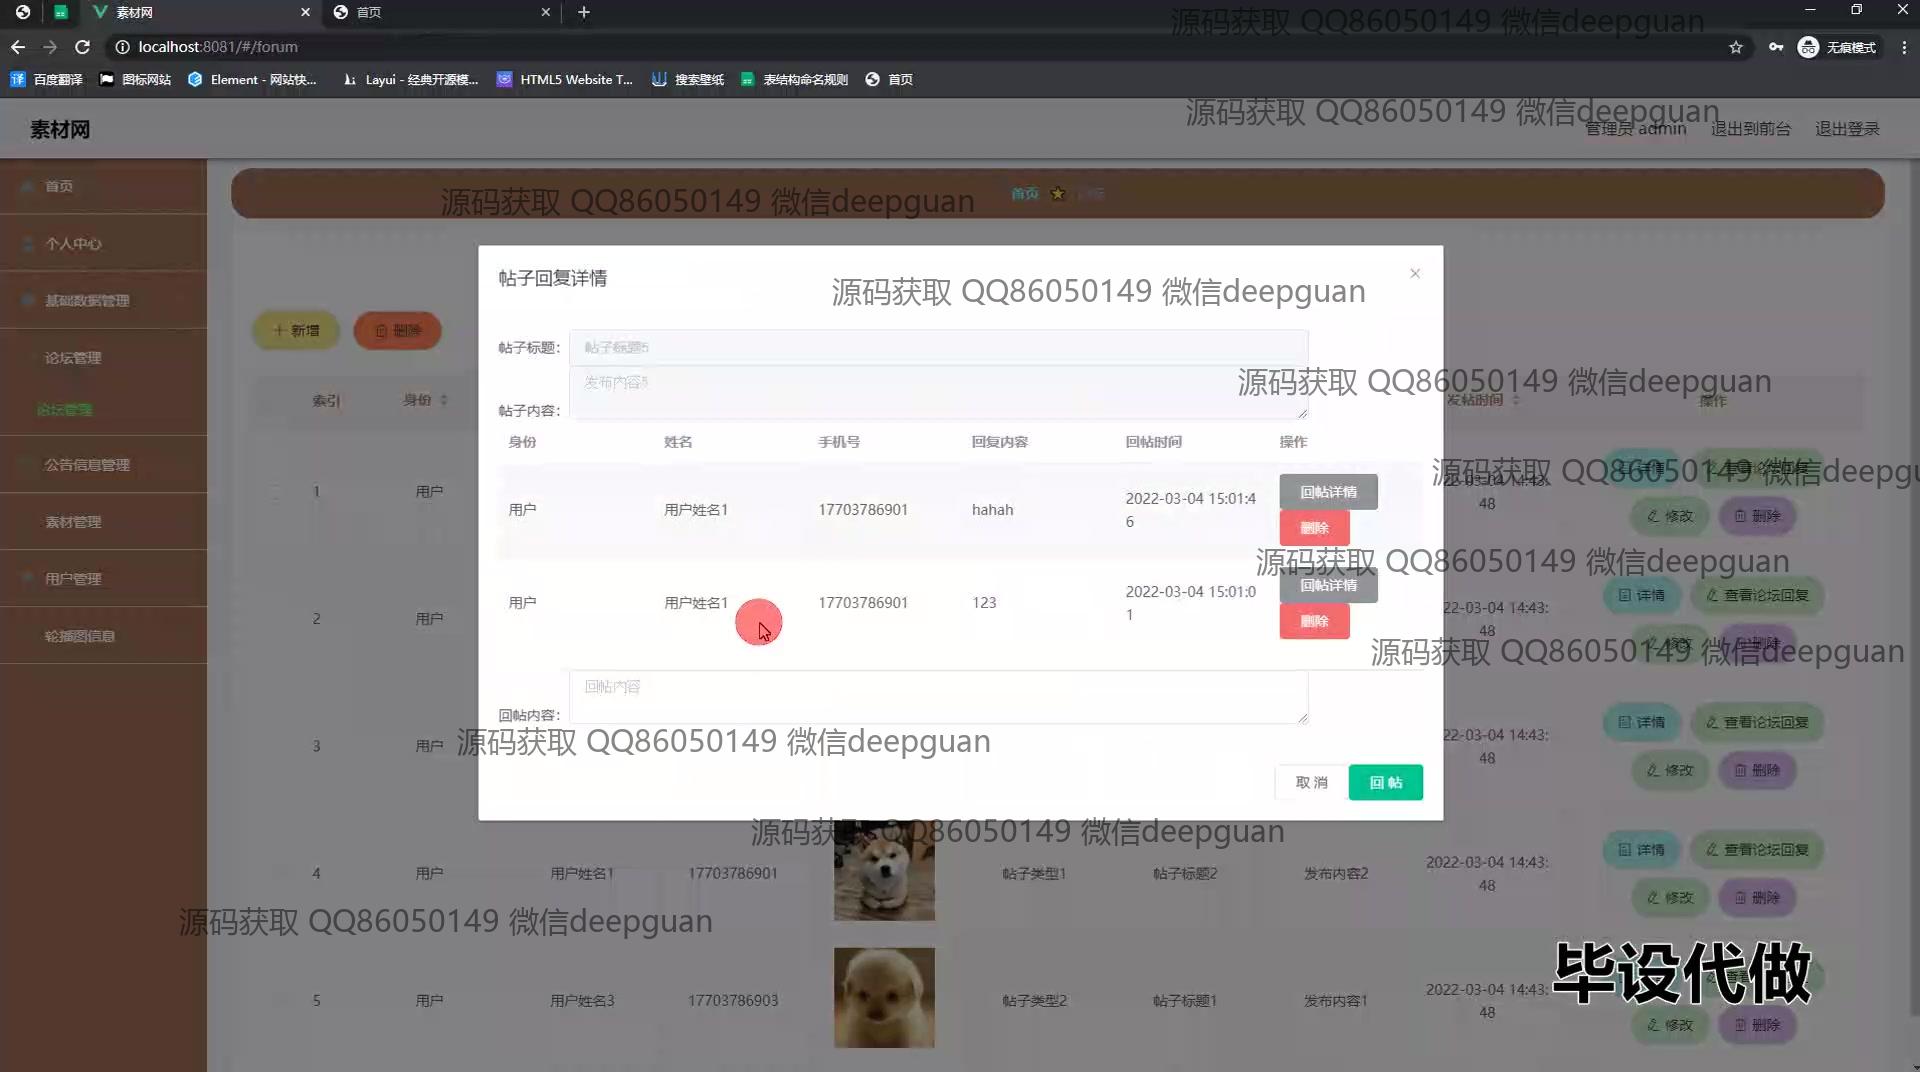 素材网
首页
localhost:8081/#/forum
无痕模式
百度翻译
图标网站
Element - 网站快...
Layui - 经典开源模...
HTML5 Website T...
搜索壁纸
表结构命名规则
首页
源码获取 QQ86050149 微信deepguan
源码获取 QQ86050149 微信deepguan
素材网
管理员 admin
退出到前台
退出登录
首页
个人中心
基础数据管理
论坛管理
论坛管理
公告信息管理
素材管理
用户管理
轮播图信息
源码获取 QQ86050149 微信deepguan
首页
新增
删除
索引
身份
发帖时间
操作
帖子回复详情
源码获取 QQ86050149 微信deepguan
帖子标题:
帖子标题5
帖子内容:
发布内容5
源码获取 QQ86050149 微信deepguan
身份 姓名 手机号 回复内容 回帖时间 操作
用户 用户姓名1 17703786901 hahah 2022-03-04 15:01:4
6
回帖详情
删除
用户 用户姓名1 17703786901 123 2022-03-04 15:01:0
1
回帖详情
删除
回帖内容:
回帖内容
取 消
回 帖
源码获取 QQ86050149 微信deepgu
源码获取 QQ86050149 微信deepguan
源码获取 QQ86050149 微信deepguan
源码获取 QQ86050149 微信deepguan
源码获取 QQ86050149 微信deepguan
源码获取 QQ86050149 微信deepguan
1 用户
22-03-04 14:43:
48
详情
修改
删除
2 用户
22-03-04 14:43:
48
详情
查看论坛回复
修改
删除
3 用户
22-03-04 14:43:
48
详情
查看论坛回复
修改
删除
4 用户 用户姓名1 17703786901 帖子类型1 帖子标题2 发布内容2 2022-03-04 14:43:
48
详情
查看论坛回复
修改
删除
5 用户 用户姓名3 17703786903 帖子类型2 帖子标题1 发布内容1 2022-03-04 14:43:
48
修改
删除
毕设代做